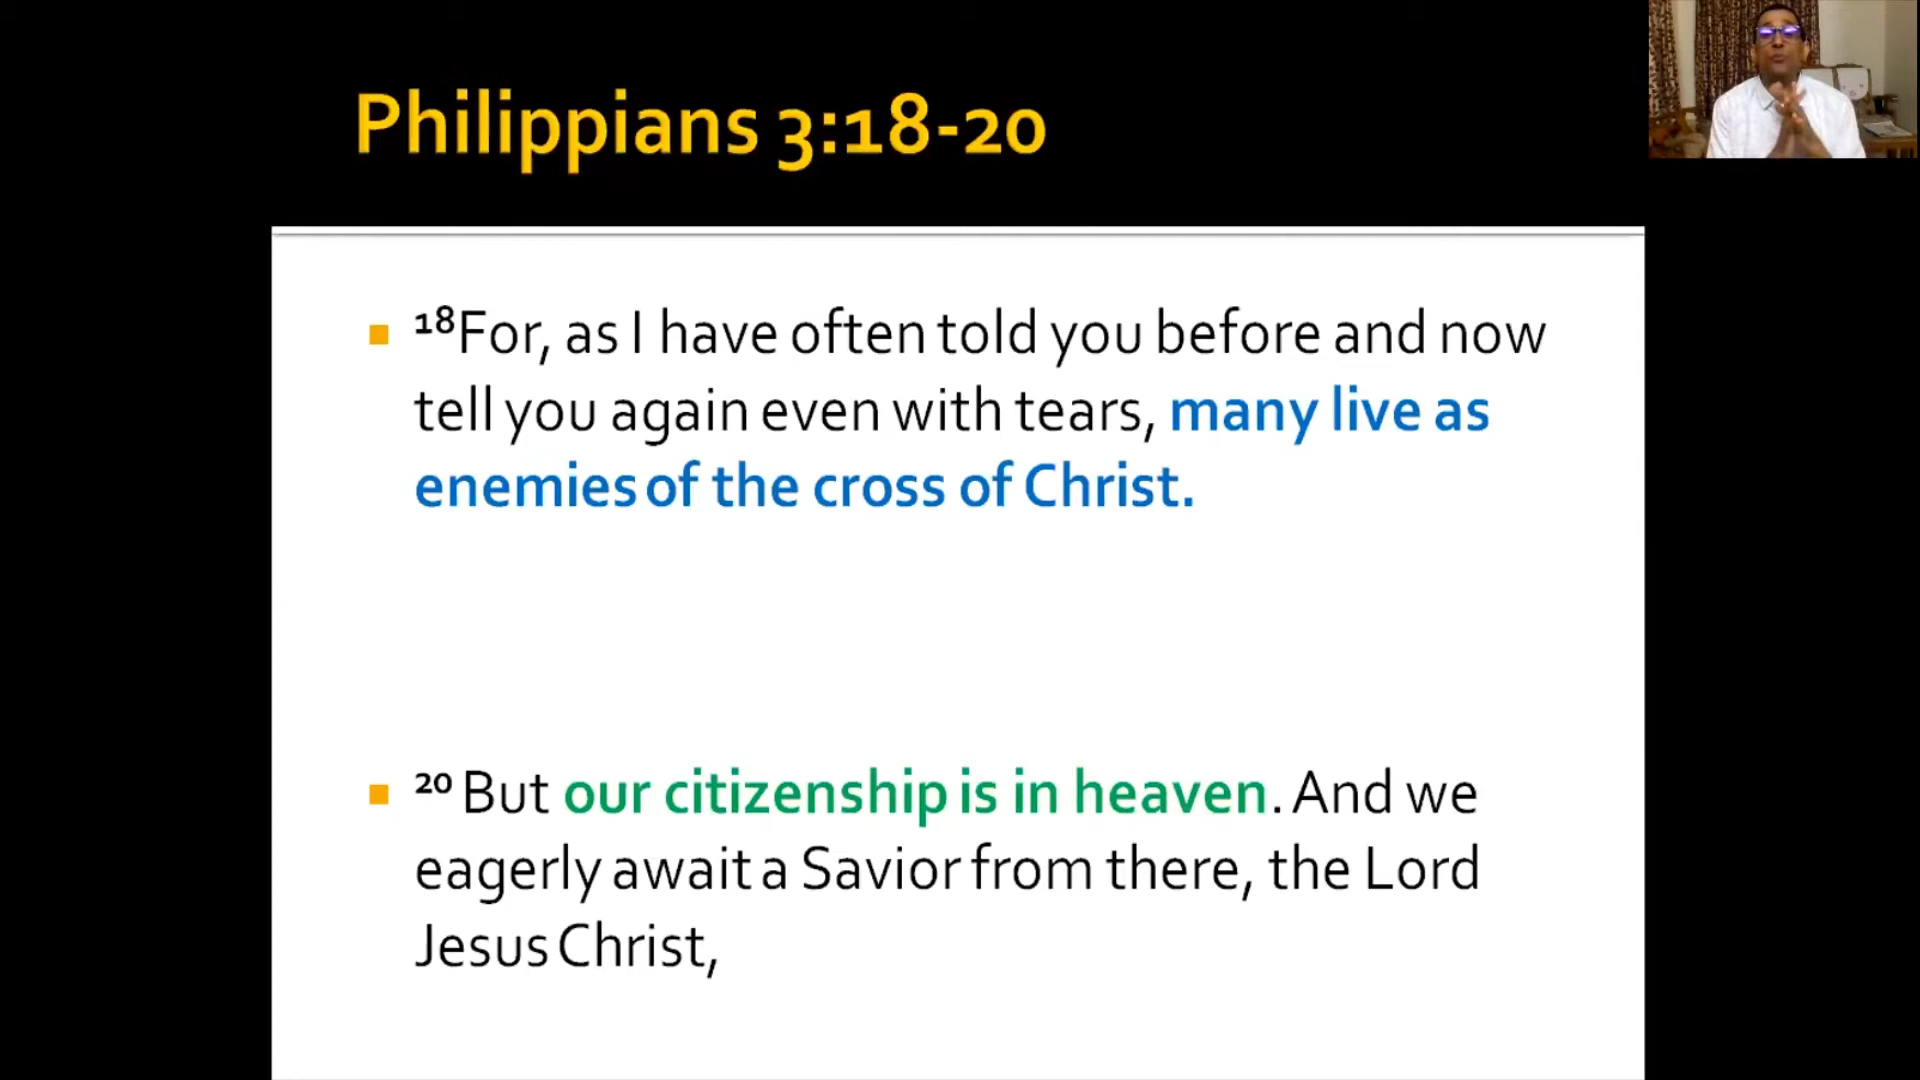 Philippians 3:18-20
18For, as I have often told you before and now
tell you again even with tears, many live as
enemies of the cross of Christ.
20 But our citizenship is in heaven. And we
eagerly await a Savior from there, the Lord
Jesus Christ,